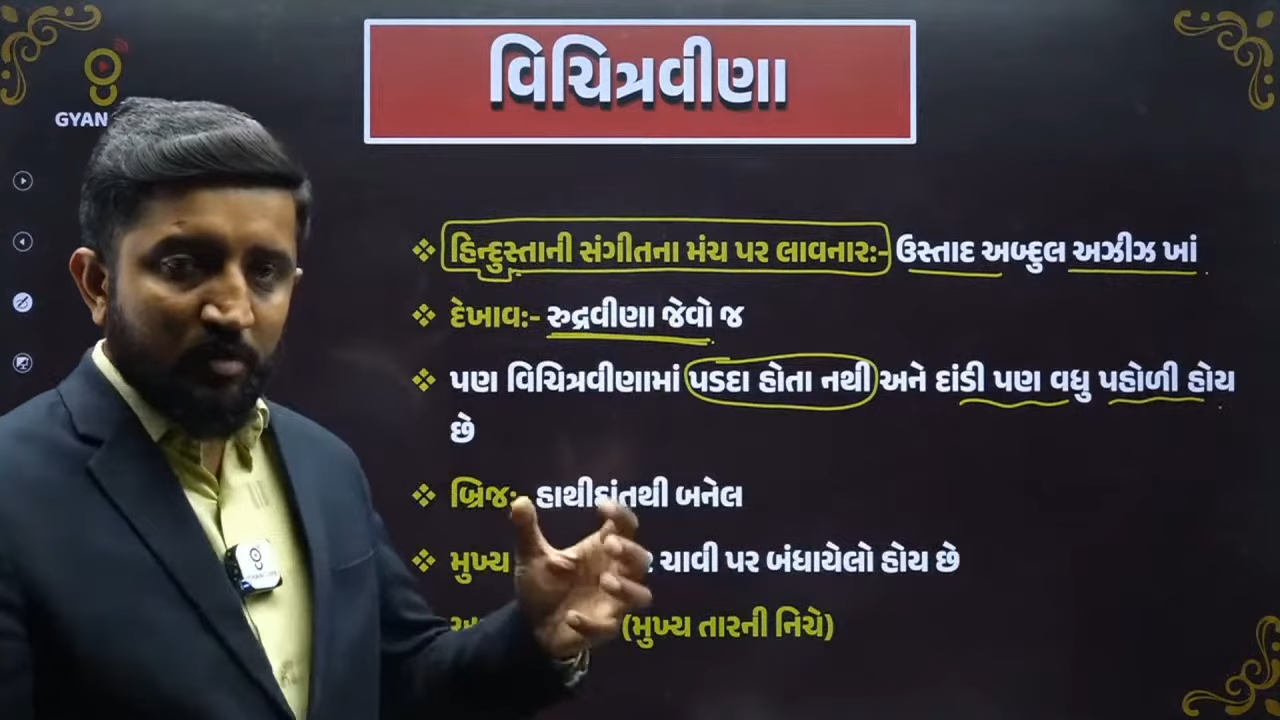 વિચિત્રવીણા
GYAN
હિન્દુસ્તાની સંગીતના મંચ પર લાવનાર:- ઉસ્તાદ અબ્દુલ અઝીઝ ખાં
દેખાવ:- રુદ્રવીણા જેવો જ
પણ વિચિત્રવીણામાં પડદા હોતા નથી અને દાંડી પણ વધુ પહોળી હોય
છે
બ્રિજ:- હાથીદાંતથી બનેલ
મુખ્ય ચાવી પર બંધાયેલો હોય છે
(મુખ્ય તારની નિચે)